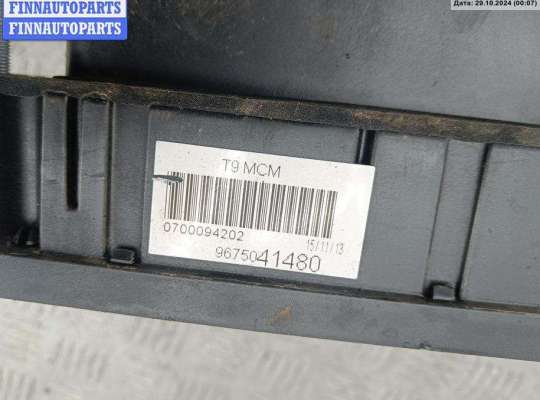 FINNAUTOPARTS
FINNAUTOPARTS
Дата: 29.10.2024 (00:07)
T9 MCM
0700094202
15/11/13
9675041480